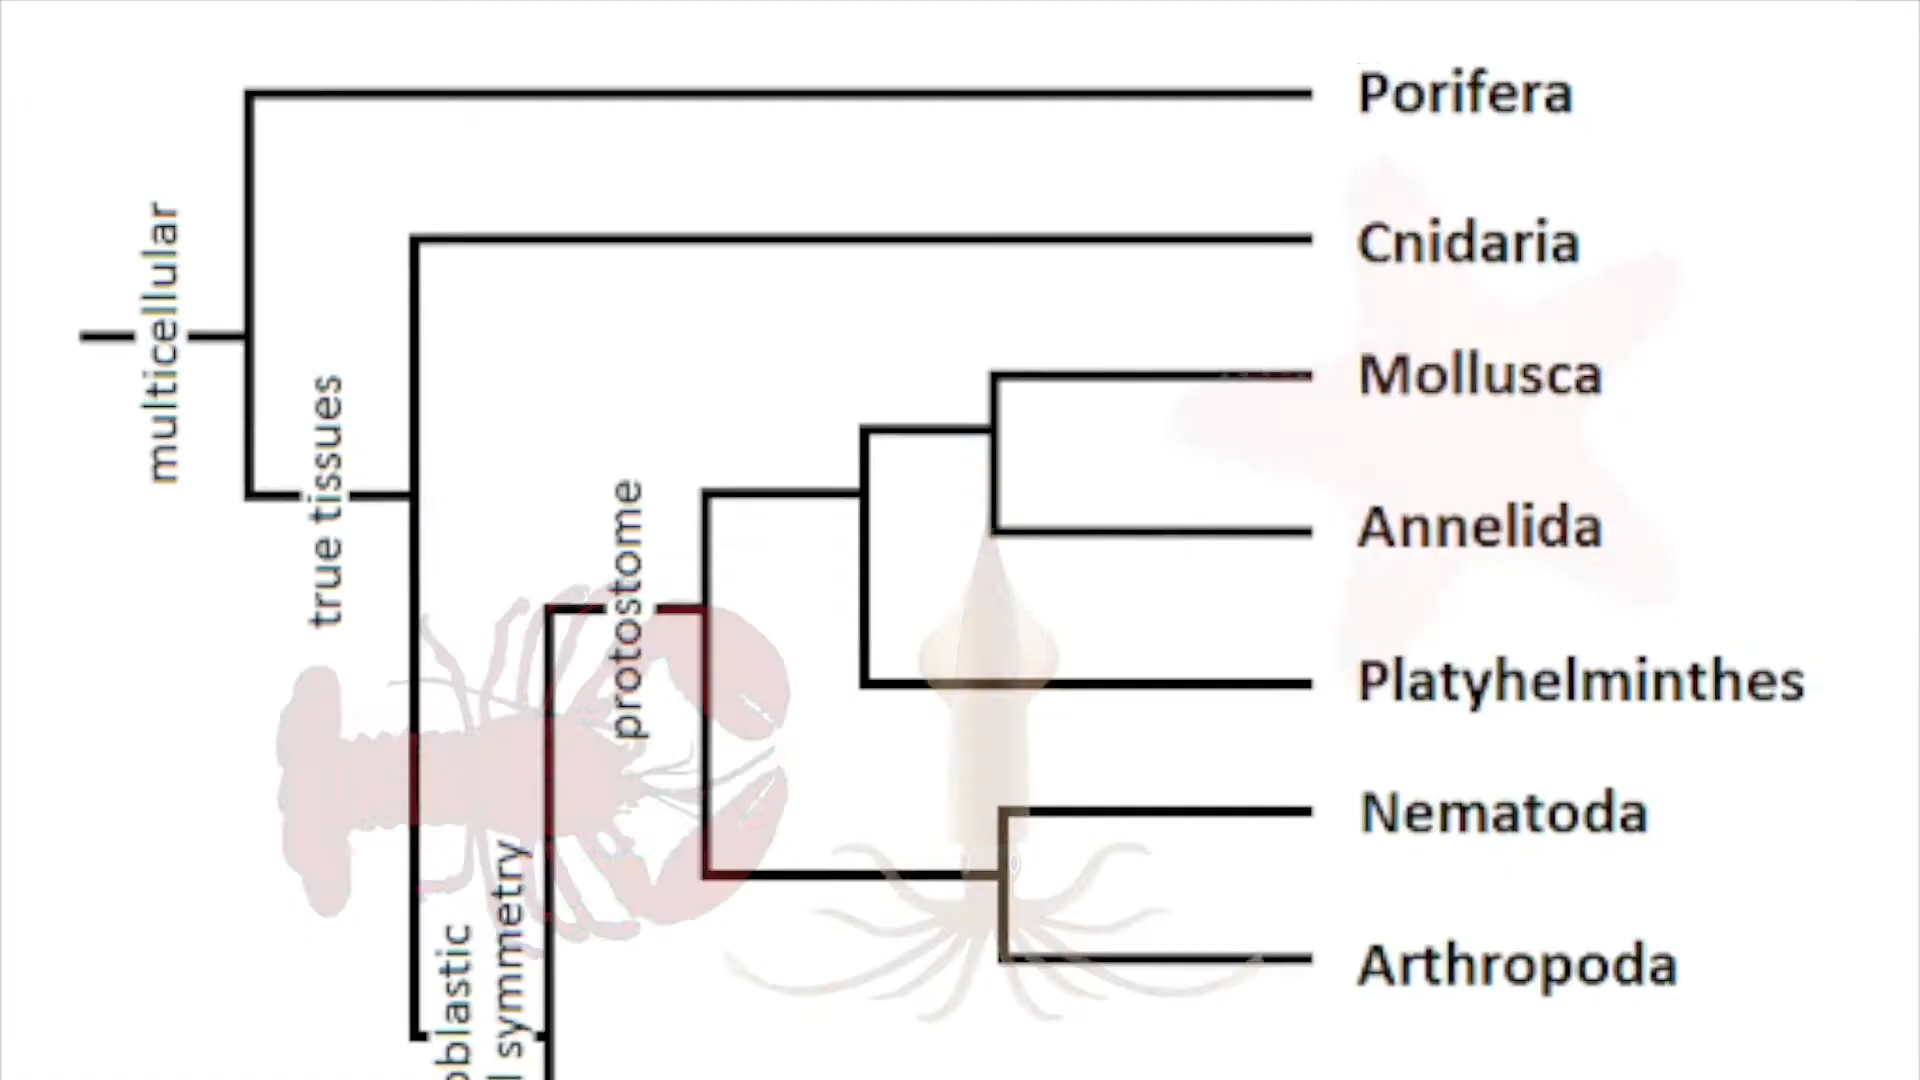 Porifera
Cnidaria
Mollusca
Annelida
Platyhelminthes
Nematoda
Arthropoda
multicellular
true tissues
protostome
symmetry